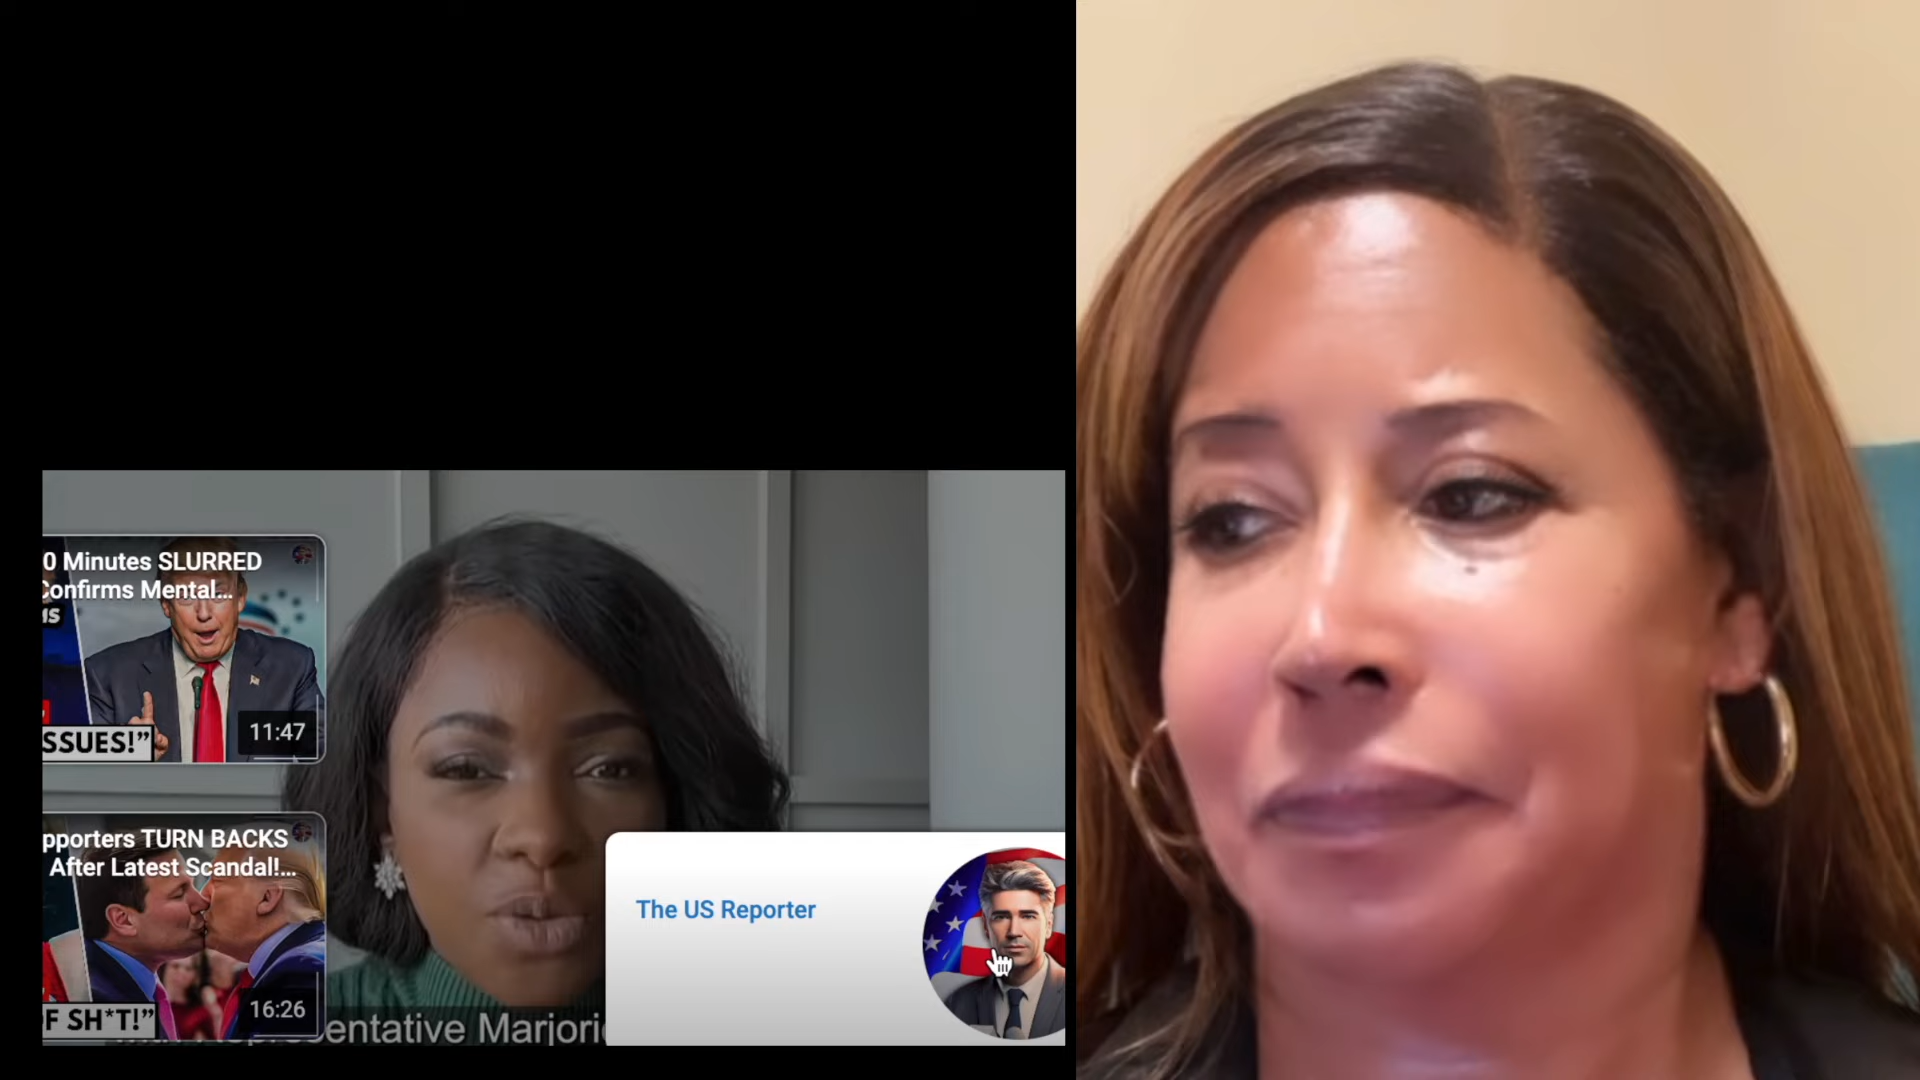 0 Minutes SLURRED
Confirms Mental...
SSUES!”
11:47
pporters TURN BACKS
After Latest Scandal!...
F SH*T!”
16:26
The US Reporter
entative Marjorie